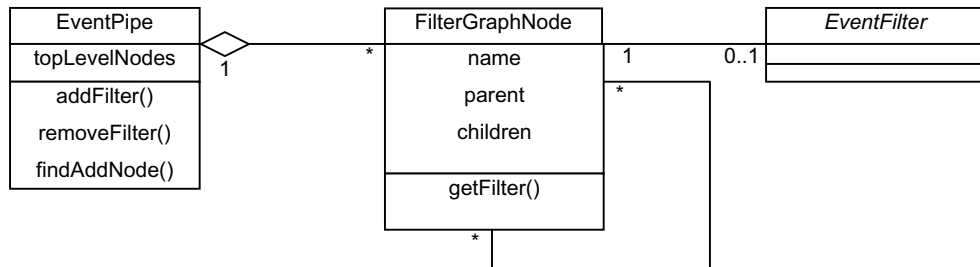 EventPipe
topLevelNodes
addFilter()
removeFilter()
findAddNode()
1
*
FilterGraphNode
name
parent
children
getFilter()
1
*
*
0..1
EventFilter